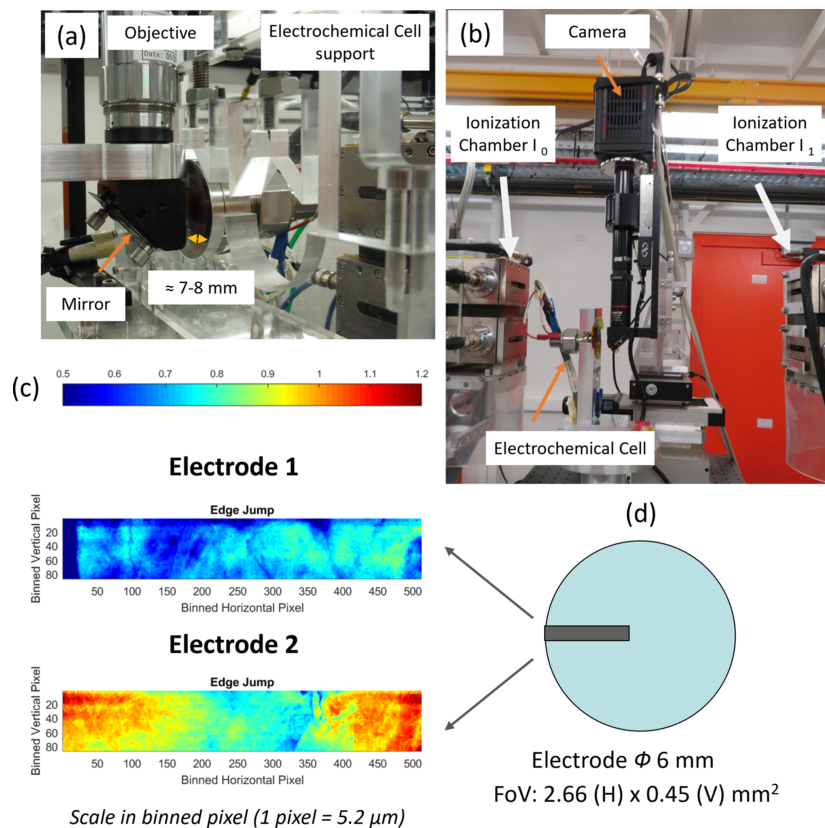 (a)
Objective
Electrochemical Cell
support
Mirror
≈ 7-8 mm
(b)
Camera
Ionization
Chamber I0
Ionization
Chamber I1
Electrochemical Cell
(c)
0.5 0.6 0.7 0.8 0.9 1 1.1 1.2
Electrode 1
Edge Jump
Binned Vertical Pixel
20
40
60
80
50 100 150 200 250 300 350 400 450 500
Binned Horizontal Pixel
Electrode 2
Edge Jump
Binned Vertical Pixel
20
40
60
80
50 100 150 200 250 300 350 400 450 500
Binned Horizontal Pixel
Scale in binned pixel (1 pixel = 5.2 μm)
(d)
Electrode Φ 6 mm
FoV: 2.66 (H) x 0.45 (V) mm²